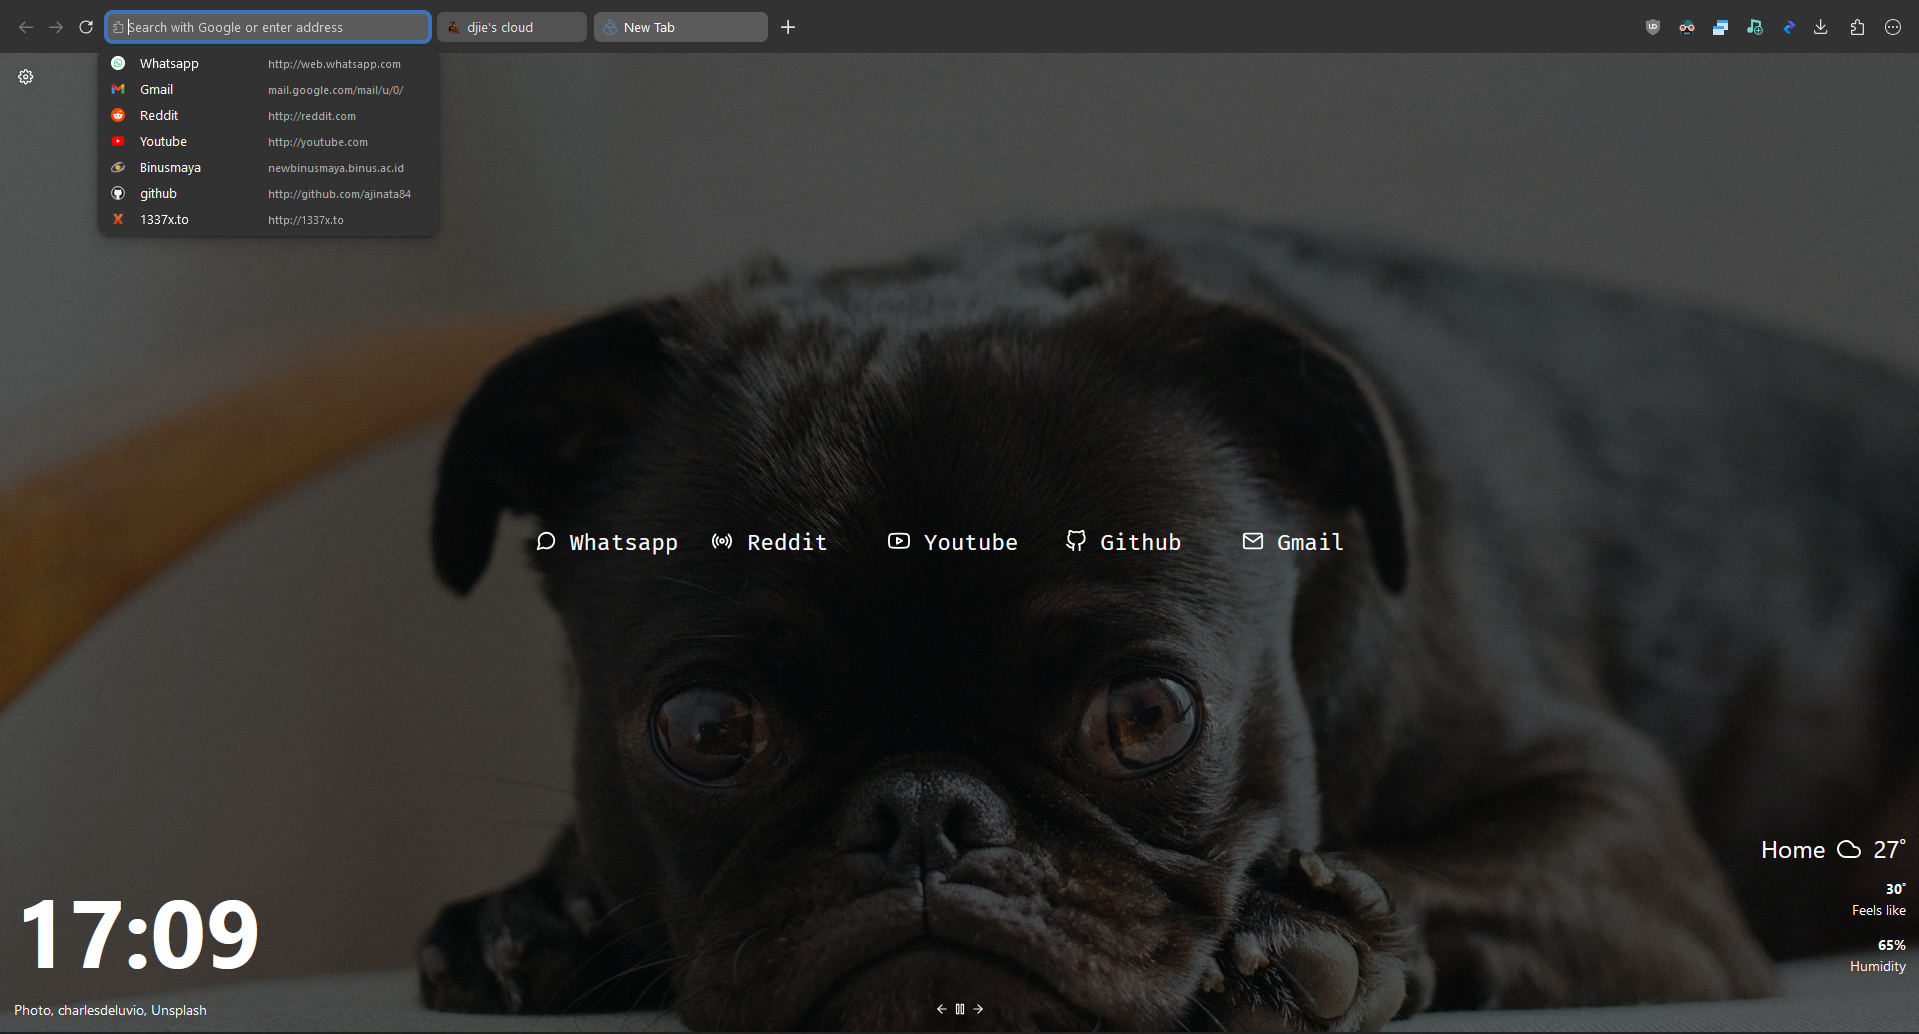 Search with Google or enter address
djie's cloud
New Tab
Whatsapp http://web.whatsapp.com
Gmail mail.google.com/mail/u/0/
Reddit http://reddit.com
Youtube http://youtube.com
Binusmaya newbinusmaya.binus.ac.id
github http://github.com/ajinata84
1337x.to http://1337x.to
Whatsapp
Reddit
Youtube
Github
Gmail
Home 27°
30°
Feels like
65%
Humidity
17:09
Photo, charlesdeluvio, Unsplash